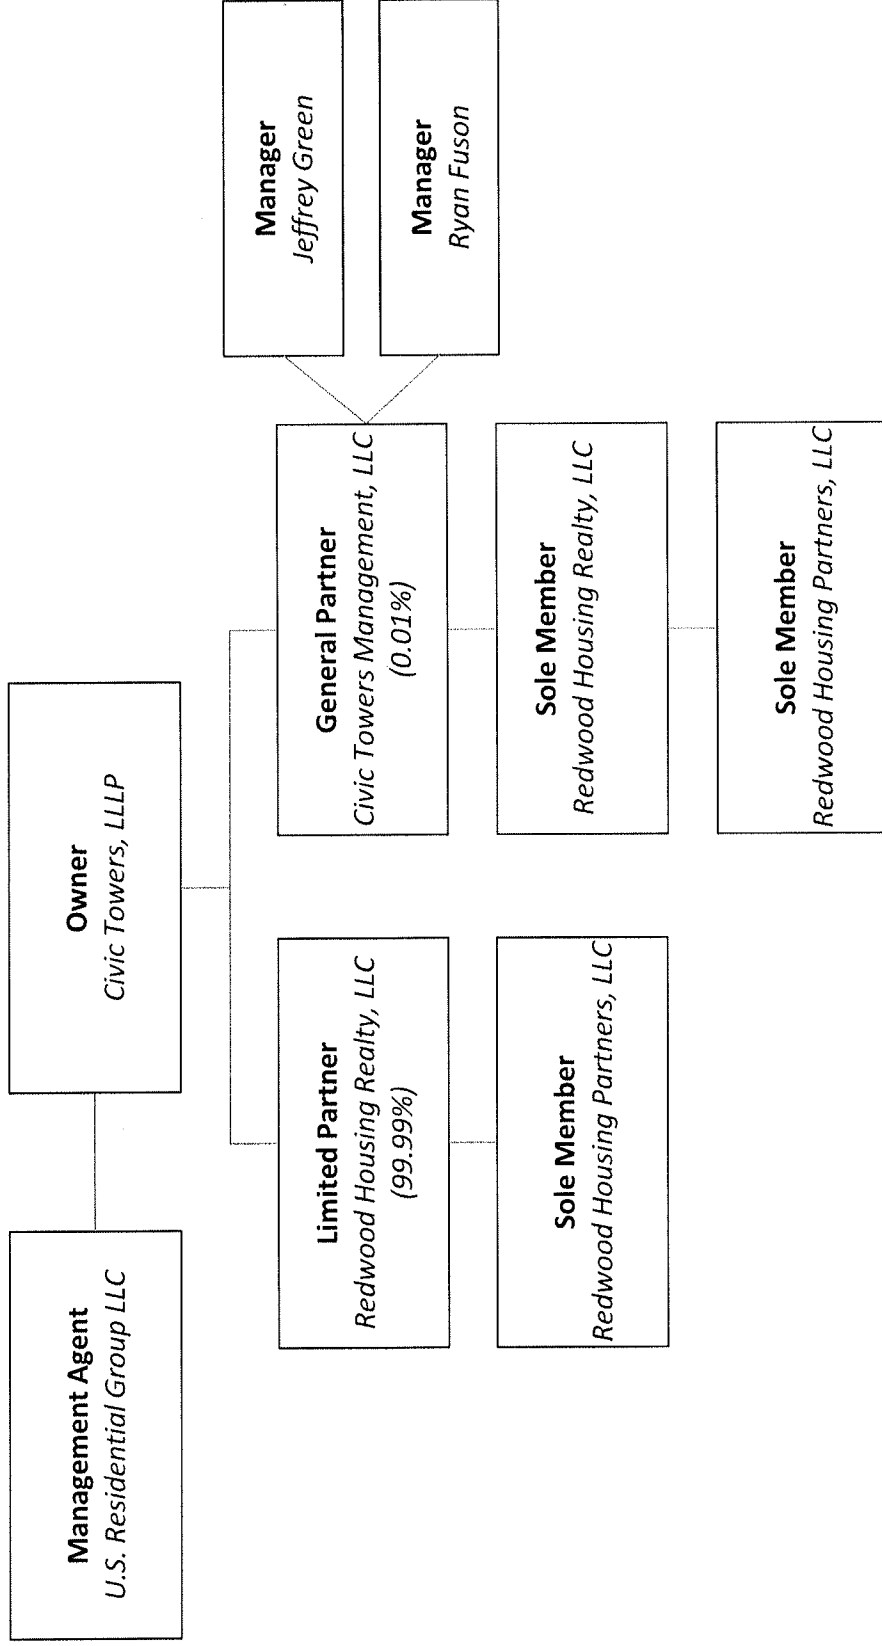 Management Agent
U.S. Residential Group LLC
Owner
Civic Towers, LLLP
Limited Partner
Redwood Housing Realty, LLC
(99.99%)
General Partner
Civic Towers Management, LLC
(0.01%)
Manager
Jeffrey Green
Manager
Ryan Fuson
Sole Member
Redwood Housing Partners, LLC
Sole Member
Redwood Housing Realty, LLC
Sole Member
Redwood Housing Partners, LLC